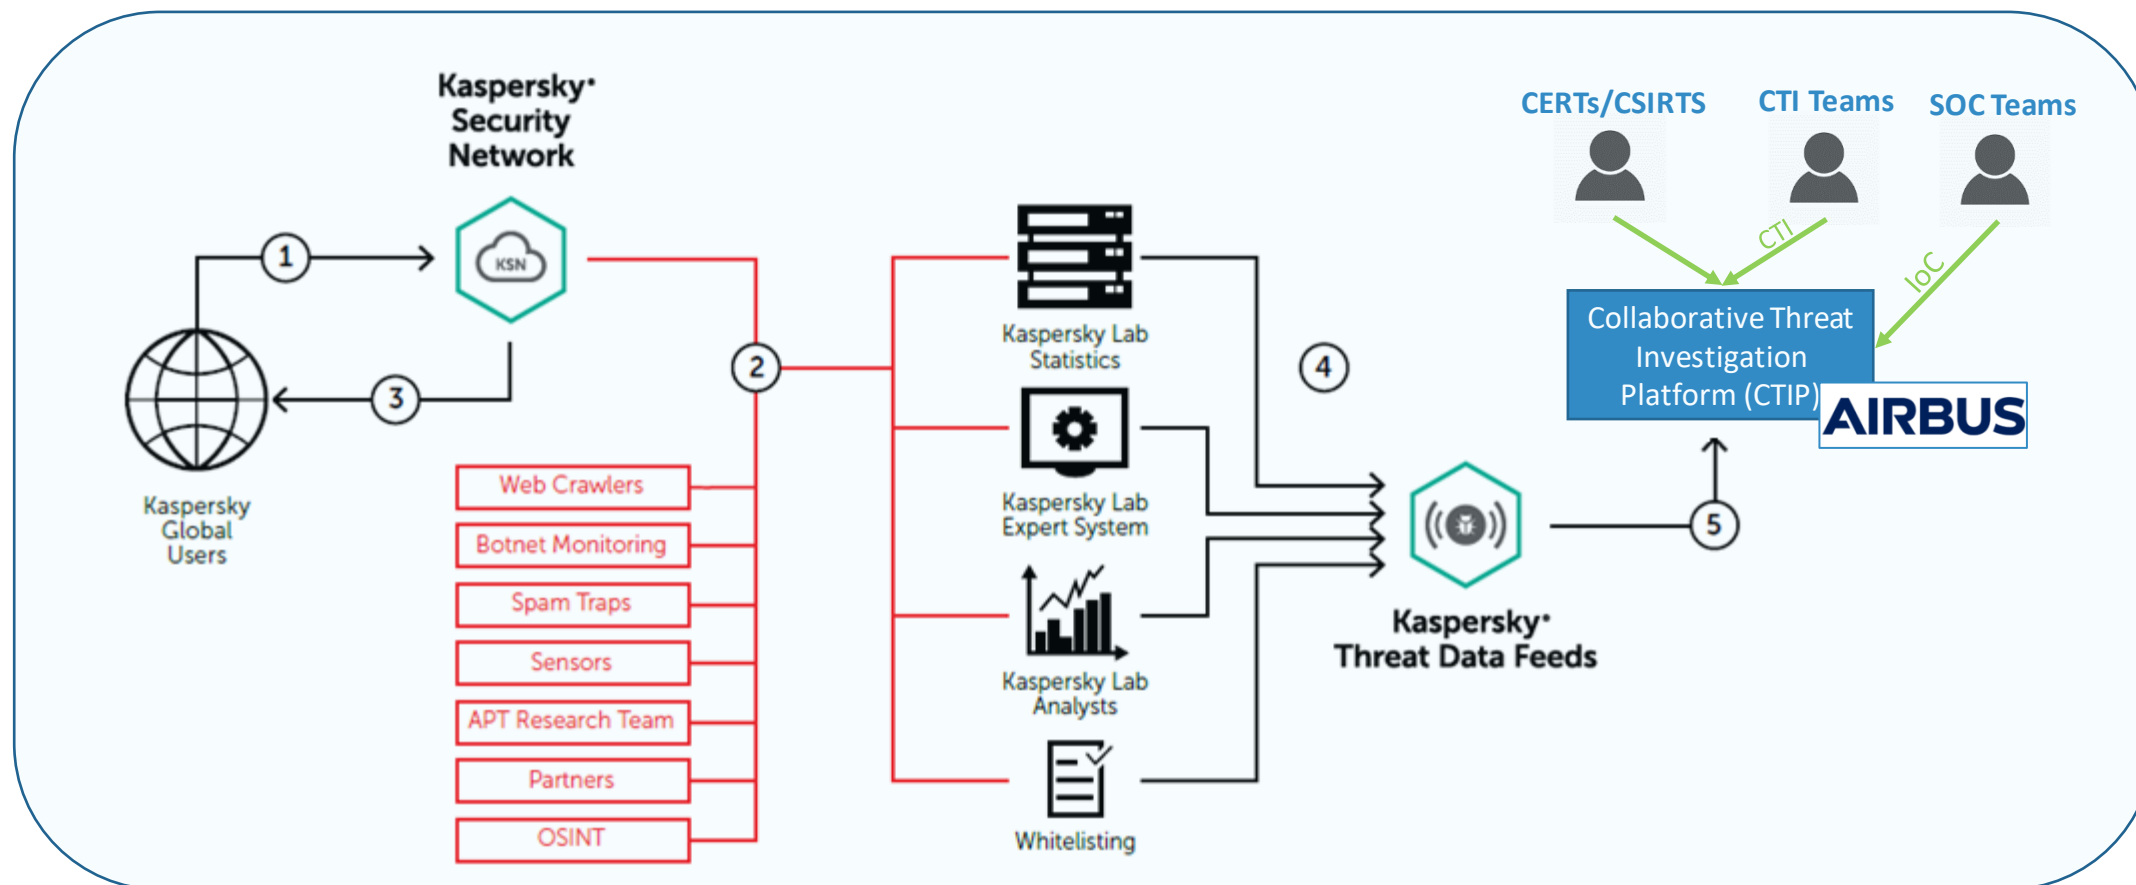 Kaspersky•
Security
Network
CERTs/CSIRTS
CTI Teams
SOC Teams
1
KSN
CTI
IoC
Collaborative Threat
Investigation
Platform (CTIP)
AIRBUS
Kaspersky Lab
Statistics
2
4
3
Kaspersky
Global
Users
Web Crawlers
Botnet Monitoring
Spam Traps
Sensors
APT Research Team
Partners
OSINT
Kaspersky Lab
Expert System
5
Kaspersky•
Threat Data Feeds
Kaspersky Lab
Analysts
Whitelisting